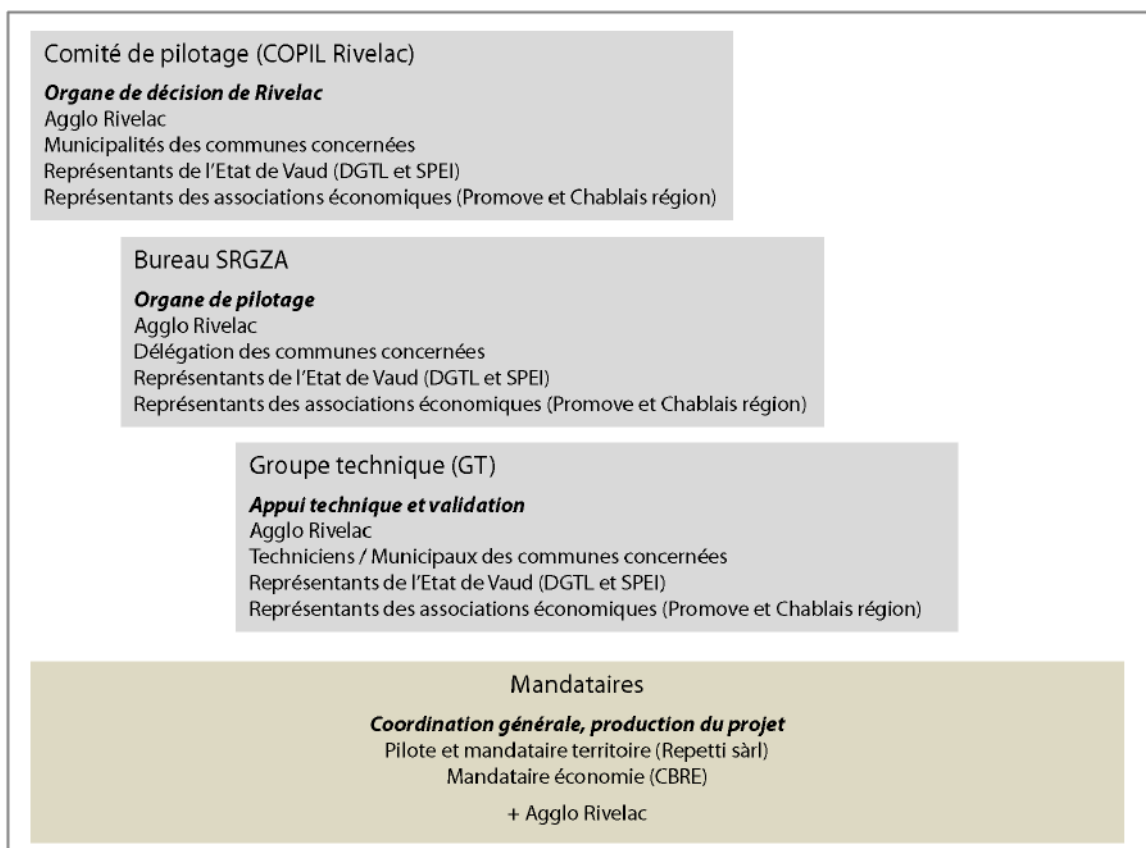 Comité de pilotage (COPIL Rivelac)
Organe de décision de Rivelac
Agglo Rivelac
Municipalités des communes concernées
Représentants de l'Etat de Vaud (DGTL et SPEI)
Représentants des associations économiques (Promove et Chablais région)
Bureau SRGZA
Organe de pilotage
Agglo Rivelac
Délégation des communes concernées
Représentants de l'Etat de Vaud (DGTL et SPEI)
Représentants des associations économiques (Promove et Chablais région)
Groupe technique (GT)
Appui technique et validation
Agglo Rivelac
Techniciens / Municipaux des communes concernées
Représentants de l'Etat de Vaud (DGTL et SPEI)
Représentants des associations économiques (Promove et Chablais région)
Mandataires
Coordination générale, production du projet
Pilote et mandataire territoire (Repetti sàrl)
Mandataire économie (CBRE)
+ Agglo Rivelac